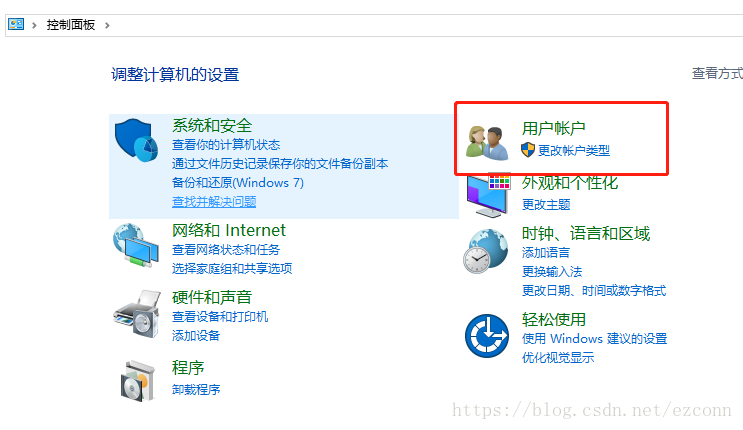 控制面板
调整计算机的设置
查看方式
系统和安全
查看你的计算机状态
通过文件历史记录保存你的文件备份副本
备份和还原(Windows 7)
查找并解决问题
网络和 Internet
查看网络状态和任务
选择家庭组和共享选项
硬件和声音
查看设备和打印机
添加设备
程序
卸载程序
用户帐户
更改帐户类型
外观和个性化
更改主题
时钟、语言和区域
添加语言
更换输入法
更改日期、时间或数字格式
轻松使用
使用 Windows 建议的设置
优化视觉显示
https://blog.csdn.net/ezconn